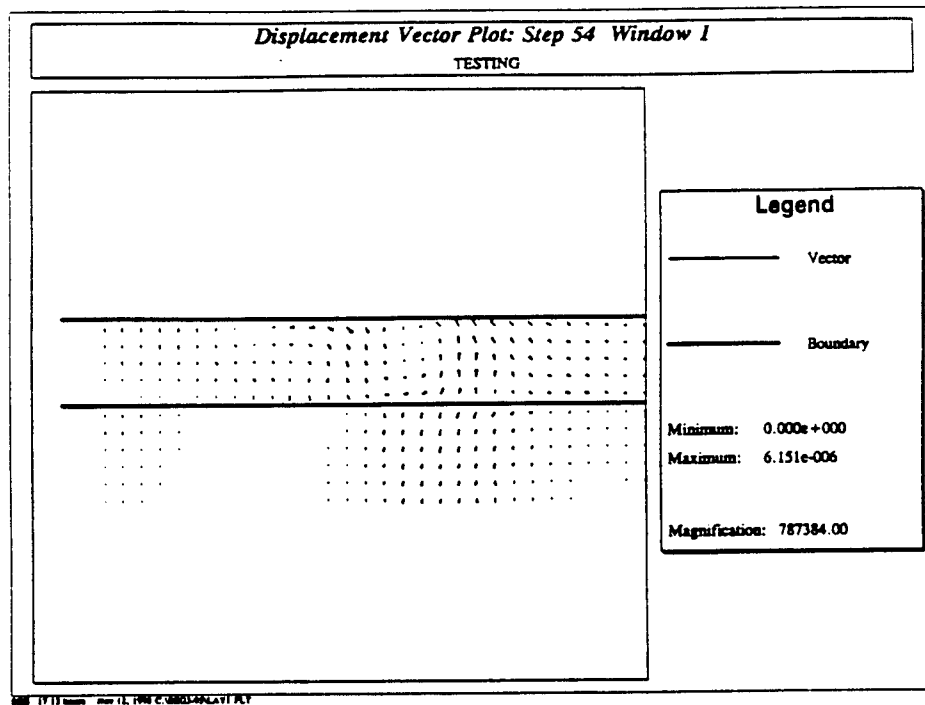 Displacement Vector Plot: Step 54 Window 1
TESTING
Legend
Vector
Boundary
Minimum: 0.000e+000
Maximum: 6.151e-006
Magnification: 787384.00